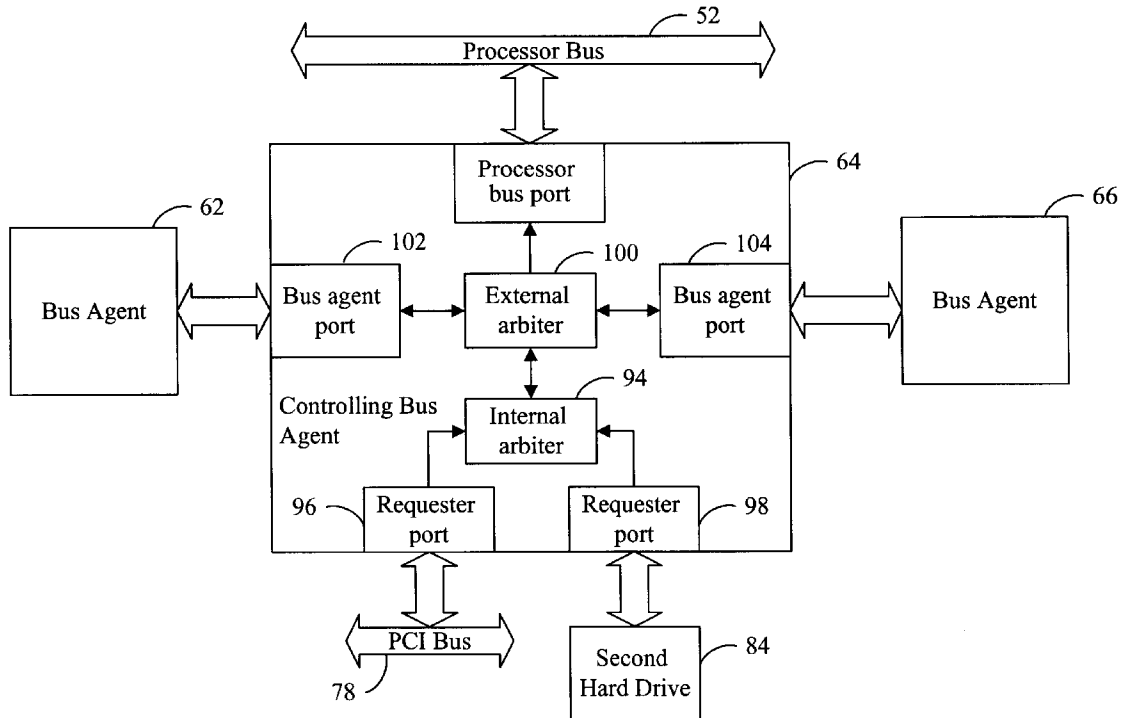 52
Processor Bus
Processor
bus port
64
62
66
102
100
104
Bus Agent
Bus agent
port
External
arbiter
Bus agent
port
Bus Agent
94
Controlling Bus
Agent
Internal
arbiter
96
Requester
port
Requester
port
98
PCI Bus
78
Second
Hard Drive
84